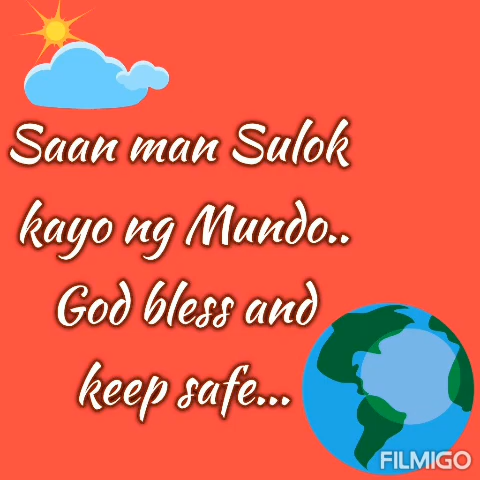 Saan man Sulok
kayo ng Mundo..
God bless and
keep safe...
FILMIGO